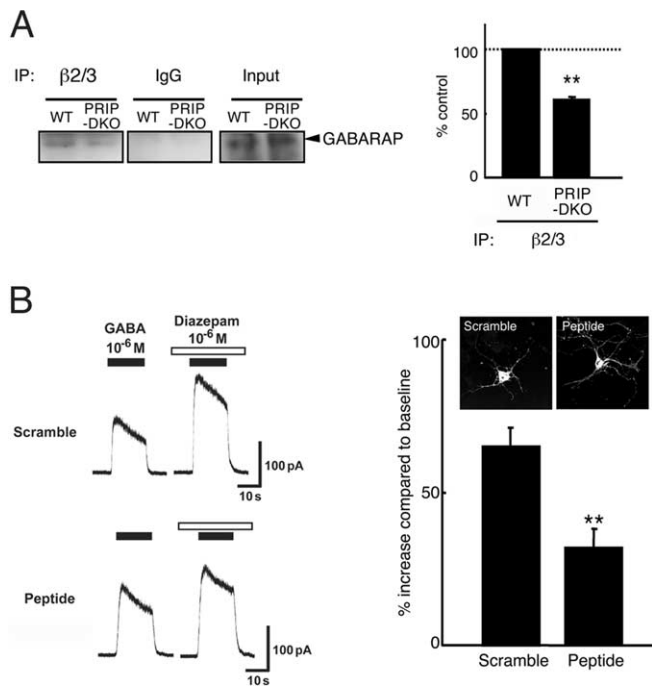 A
IP: β2/3 IgG Input
WT PRIP-DKO WT PRIP-DKO WT PRIP-DKO
GABARAP
% control
100
50
0
**
WT PRIP-DKO
IP: β2/3
B
GABA
10⁻⁶ M
Diazepam
10⁻⁶ M
Scramble
100 pA
10 s
Peptide
100 pA
10 s
% increase compared to baseline
100
50
0
Scramble Peptide
**
Scramble Peptide